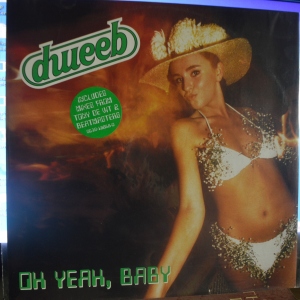 dweeb
INCLUDES
MIXES FROM
TONY DE VIT &
BEATMASTERS
OH YEAH, BABY